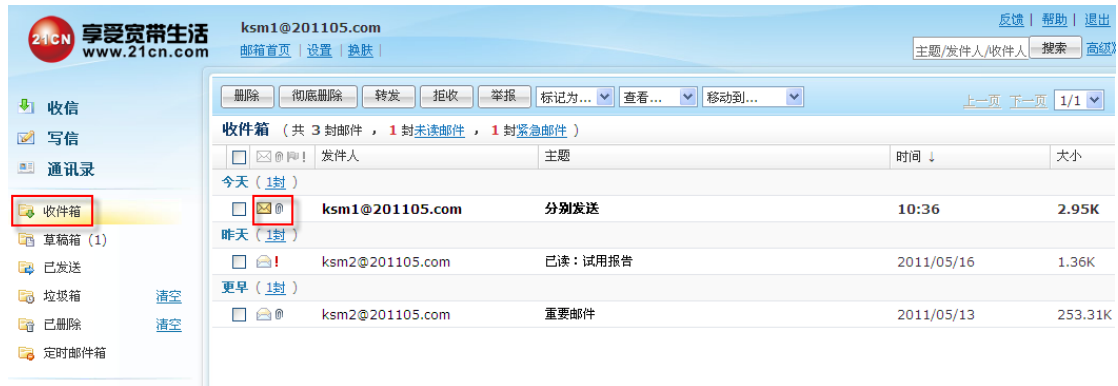 21CN 享受宽带生活
www.21cn.com
ksm1@201105.com
邮箱首页 | 设置 | 换肤 |
反馈 | 帮助 | 退出
主题/发件人/收件人 搜索 高级
收信
写信
通讯录
收件箱
草稿箱 (1)
已发送
垃圾箱 清空
已删除 清空
定时邮件箱
删除 彻底删除 转发 拒收 举报 标记为... 查看... 移动到... 上一页 下一页 1/1
收件箱 (共 3 封邮件 , 1 封未读邮件 , 1 封紧急邮件 )
发件人 主题 时间 ↓ 大小
今天 ( 1封 )
ksm1@201105.com 分别发送 10:36 2.95K
昨天 ( 1封 )
ksm2@201105.com 已读：试用报告 2011/05/16 1.36K
更早 ( 1封 )
ksm2@201105.com 重要邮件 2011/05/13 253.31K